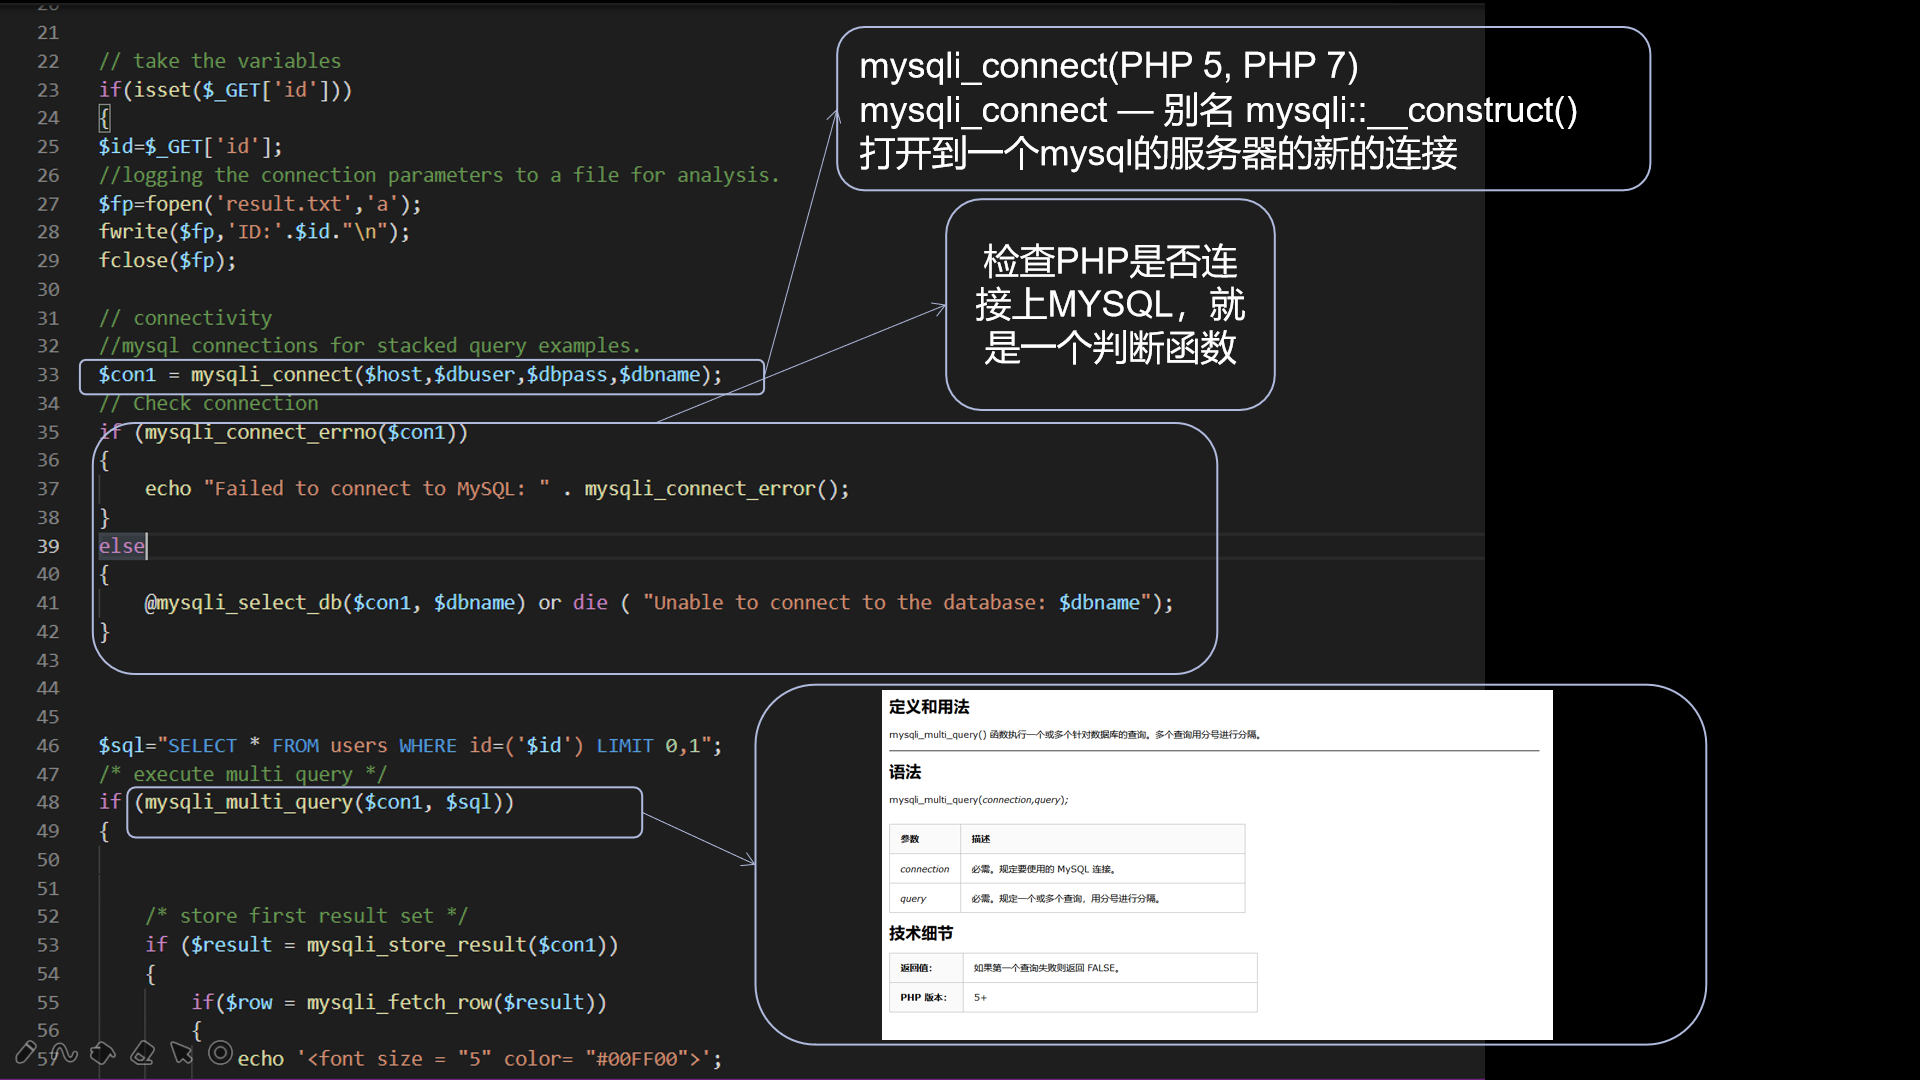 20
21
22 // take the variables
23 if(isset($_GET['id']))
24 {
25 $id=$_GET['id'];
26 //logging the connection parameters to a file for analysis.
27 $fp=fopen('result.txt','a');
28 fwrite($fp,'ID:'.$id."\n");
29 fclose($fp);
30
31 // connectivity
32 //mysql connections for stacked query examples.
33 $con1 = mysqli_connect($host,$dbuser,$dbpass,$dbname);
34 // Check connection
35 if (mysqli_connect_errno($con1))
36 {
37 echo "Failed to connect to MySQL: " . mysqli_connect_error();
38 }
39 else
40 {
41 @mysqli_select_db($con1, $dbname) or die ( "Unable to connect to the database: $dbname");
42 }
43
44
45
46 $sql="SELECT * FROM users WHERE id=('$id') LIMIT 0,1";
47 /* execute multi query */
48 if (mysqli_multi_query($con1, $sql))
49 {
50
51
52 /* store first result set */
53 if ($result = mysqli_store_result($con1))
54 {
55 if($row = mysqli_fetch_row($result))
56 {
57 echo '<font size = "5" color= "#00FF00">';
mysqli_connect(PHP 5, PHP 7)
mysqli_connect — 别名 mysqli::__construct()
打开到一个mysql的服务器的新的连接
检查PHP是否连
接上MYSQL，就
是一个判断函数
定义和用法
mysqli_multi_query() 函数执行一个或多个针对数据库的查询。多个查询用分号进行分隔。
语法
mysqli_multi_query(connection,query);
参数 描述
connection 必需。规定要使用的 MySQL 连接。
query 必需。规定一个或多个查询，用分号进行分隔。
技术细节
返回值： 如果第一个查询失败则返回 FALSE。
PHP 版本： 5+